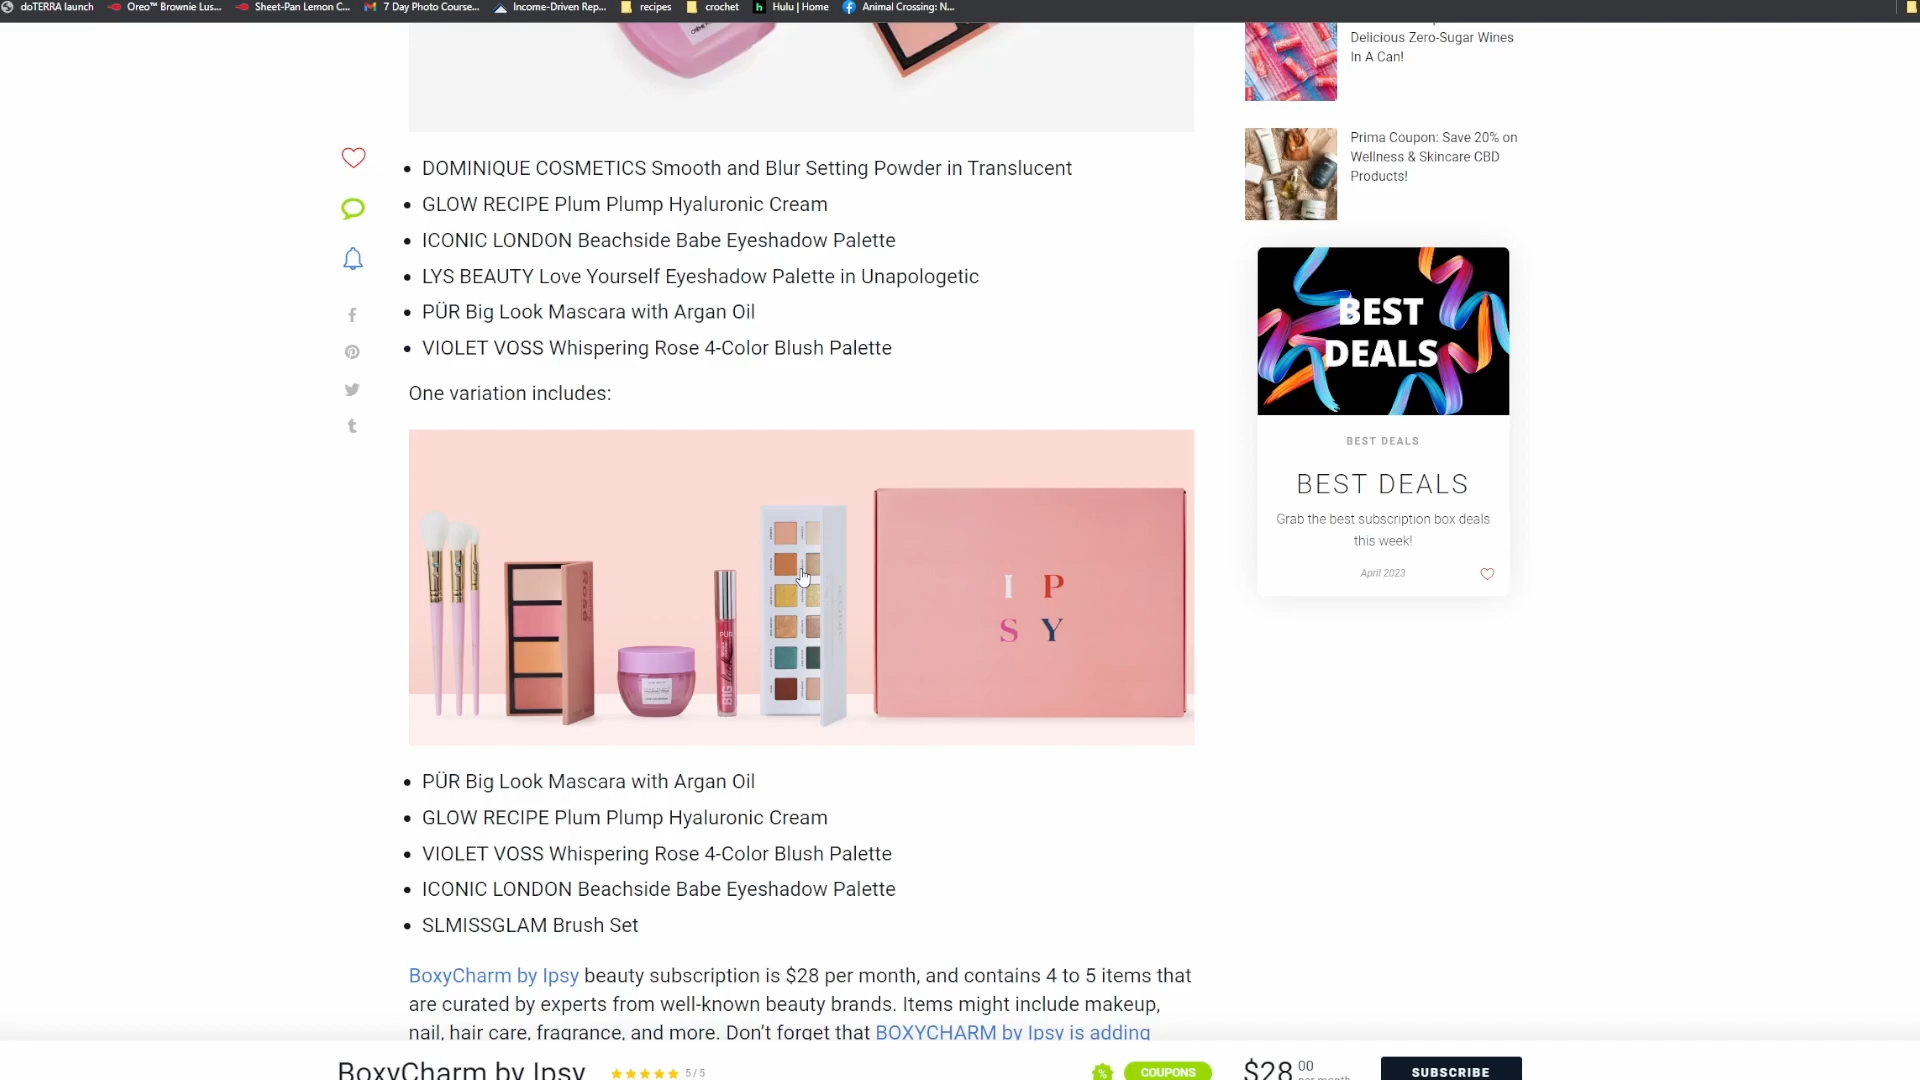 doTERRA launch
Oreo™ Brownie Lus...
Sheet-Pan Lemon C...
7 Day Photo Course...
Income-Driven Rep...
recipes
crochet
Hulu | Home
Animal Crossing: N...
Delicious Zero-Sugar Wines
In A Can!
Prima Coupon: Save 20% on
Wellness & Skincare CBD
Products!
• DOMINIQUE COSMETICS Smooth and Blur Setting Powder in Translucent
• GLOW RECIPE Plum Plump Hyaluronic Cream
• ICONIC LONDON Beachside Babe Eyeshadow Palette
• LYS BEAUTY Love Yourself Eyeshadow Palette in Unapologetic
• PÜR Big Look Mascara with Argan Oil
• VIOLET VOSS Whispering Rose 4-Color Blush Palette
One variation includes:
BEST
DEALS
BEST DEALS
BEST DEALS
Grab the best subscription box deals
this week!
April 2023
PÜR
BIG look
I P
S Y
• PÜR Big Look Mascara with Argan Oil
• GLOW RECIPE Plum Plump Hyaluronic Cream
• VIOLET VOSS Whispering Rose 4-Color Blush Palette
• ICONIC LONDON Beachside Babe Eyeshadow Palette
• SLMISSGLAM Brush Set
BoxyCharm by Ipsy beauty subscription is $28 per month, and contains 4 to 5 items that
are curated by experts from well-known beauty brands. Items might include makeup,
nail, hair care, fragrance, and more. Don't forget that BOXYCHARM by Ipsy is adding
BoxyCharm by Ipsy
5 / 5
% COUPONS
$28 00
per month
SUBSCRIBE